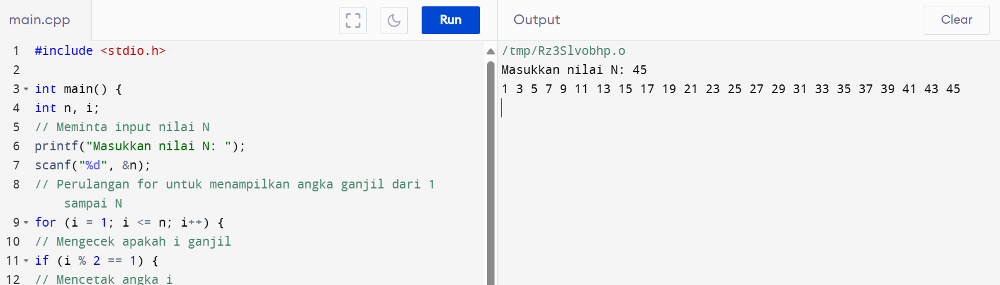 main.cpp
Run
Output
Clear
1 #include <stdio.h>
2
3 int main() {
4 int n, i;
5 // Meminta input nilai N
6 printf("Masukkan nilai N: ");
7 scanf("%d", &n);
8 // Perulangan for untuk menampilkan angka ganjil dari 1
sampai N
9 for (i = 1; i <= n; i++) {
10 // Mengecek apakah i ganjil
11 if (i % 2 == 1) {
12 // Mencetak angka i
/tmp/Rz3Slvobhp.o
Masukkan nilai N: 45
1 3 5 7 9 11 13 15 17 19 21 23 25 27 29 31 33 35 37 39 41 43 45